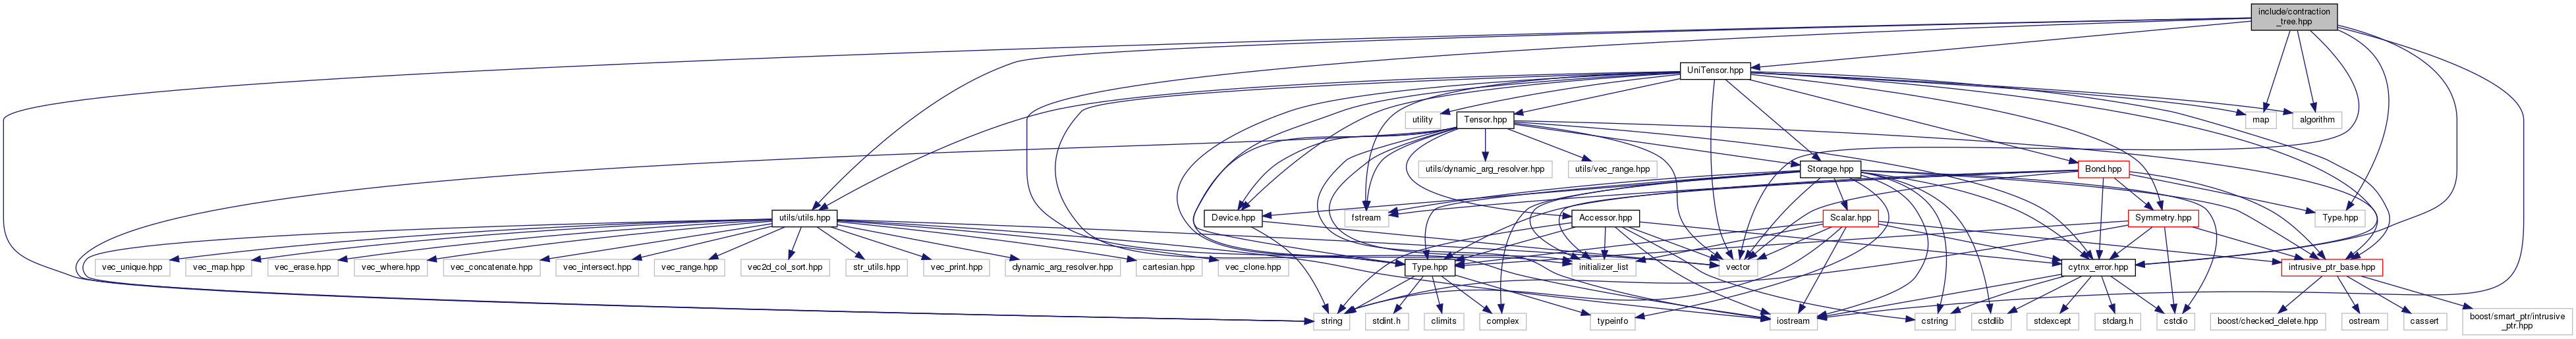 include/contraction
_tree.hpp
UniTensor.hpp
utility
Tensor.hpp
map
algorithm
utils/dynamic_arg_resolver.hpp
utils/vec_range.hpp
Storage.hpp
Bond.hpp
utils/utils.hpp
Device.hpp
fstream
Accessor.hpp
Scalar.hpp
Symmetry.hpp
Type.hpp
vec_unique.hpp
vec_map.hpp
vec_erase.hpp
vec_where.hpp
vec_concatenate.hpp
vec_intersect.hpp
vec_range.hpp
vec2d_col_sort.hpp
str_utils.hpp
vec_print.hpp
dynamic_arg_resolver.hpp
cartesian.hpp
vec_clone.hpp
Type.hpp
initializer_list
vector
cytnx_error.hpp
intrusive_ptr_base.hpp
string
stdint.h
climits
complex
typeinfo
iostream
cstring
cstdlib
stdexcept
stdarg.h
cstdio
boost/checked_delete.hpp
ostream
cassert
boost/smart_ptr/intrusive
_ptr.hpp